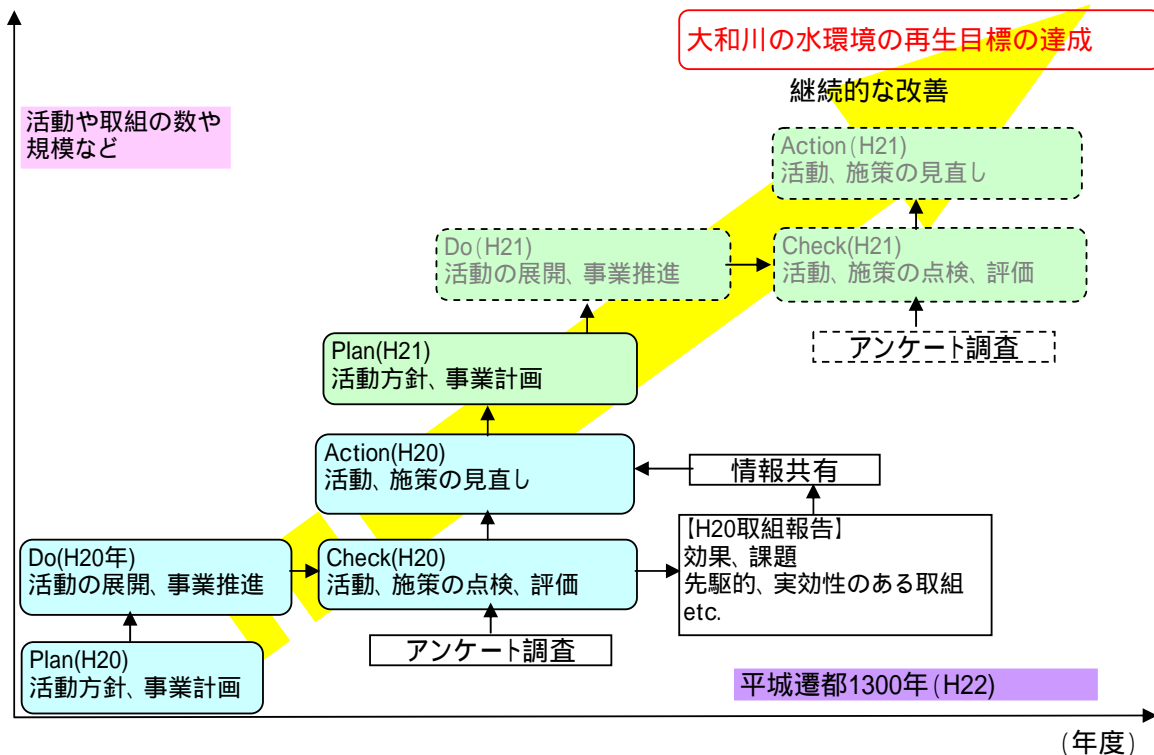 大和川の水環境の再生目標の達成
継続的な改善
活動や取組の数や
規模など
Action(H21)
活動、施策の見直し
Do(H21)
活動の展開、事業推進
Check(H21)
活動、施策の点検、評価
アンケート調査
Plan(H21)
活動方針、事業計画
Action(H20)
活動、施策の見直し
情報共有
【H20取組報告】
効果、課題
先駆的、実効性のある取組
etc.
Do(H20年)
活動の展開、事業推進
Check(H20)
活動、施策の点検、評価
アンケート調査
Plan(H20)
活動方針、事業計画
平城遷都1300年(H22)
(年度)